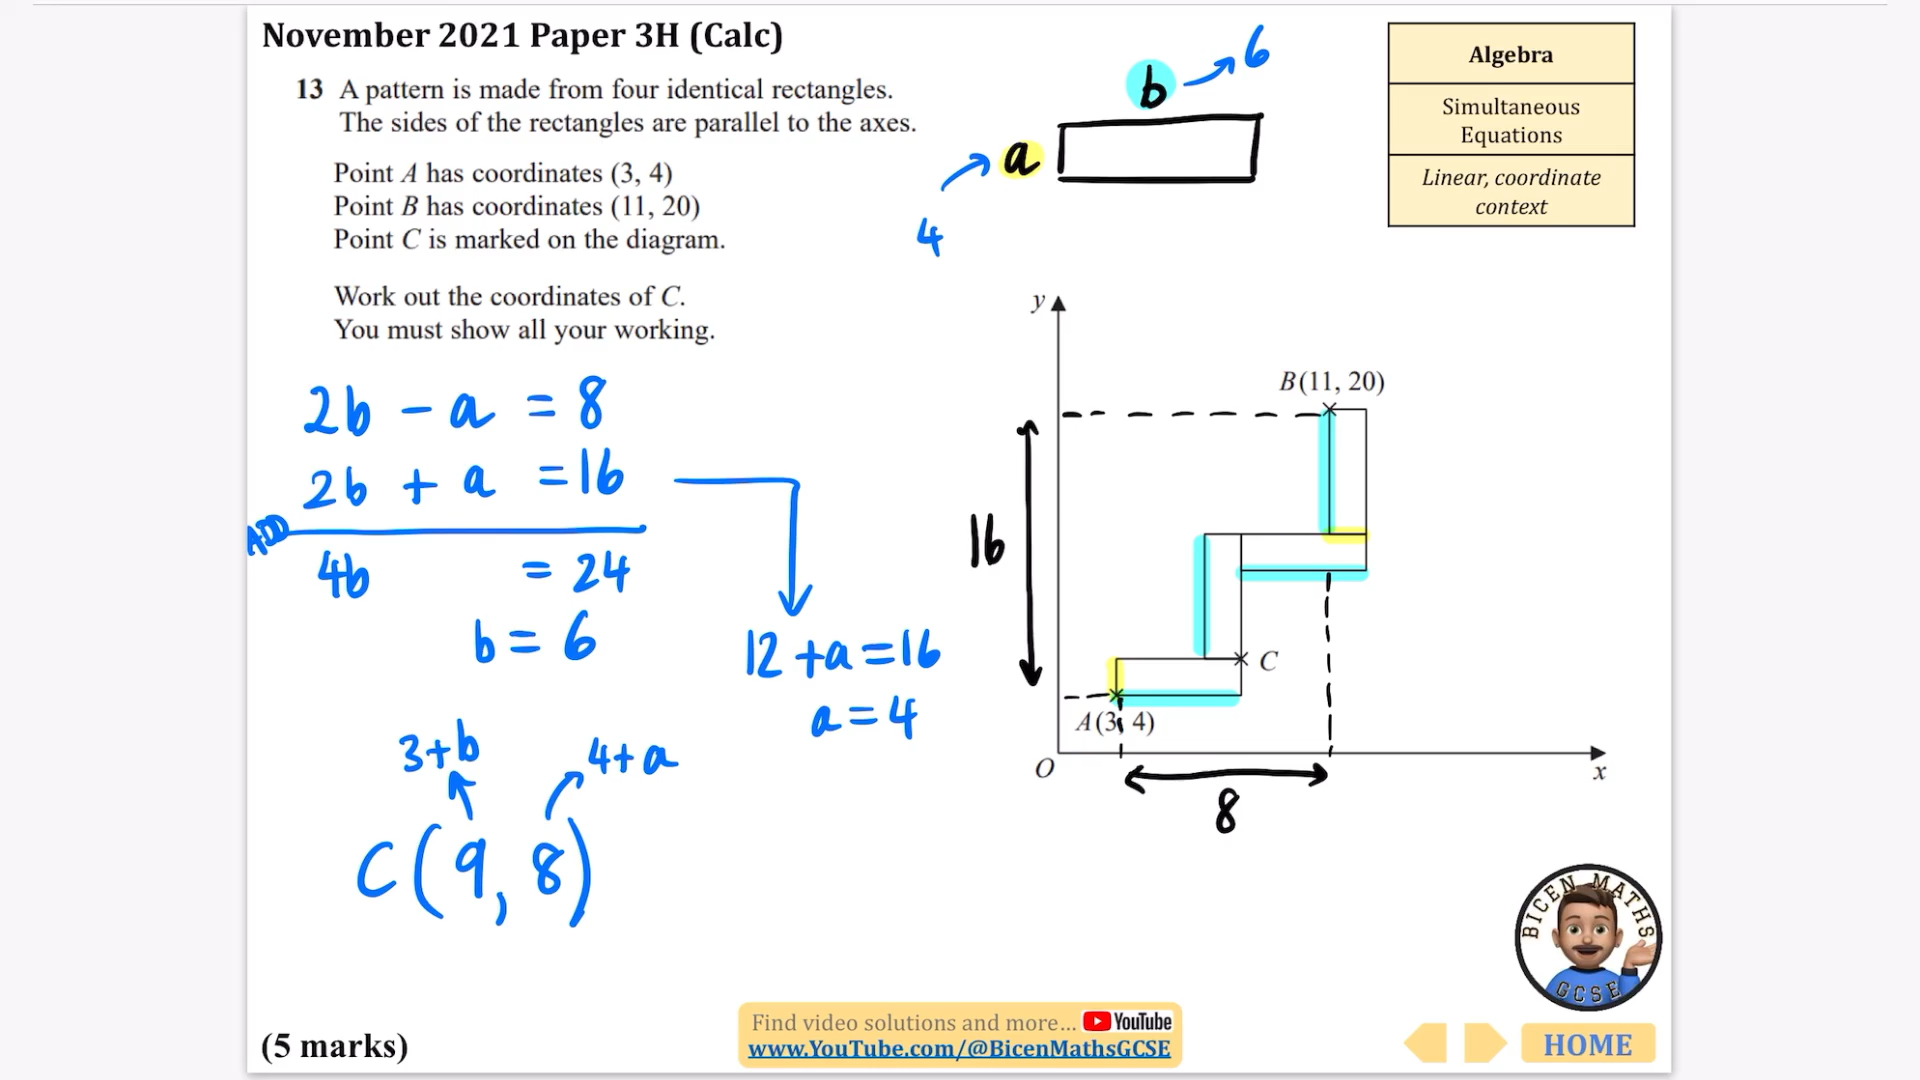 November 2021 Paper 3H (Calc)
13 A pattern is made from four identical rectangles.
The sides of the rectangles are parallel to the axes.
Point A has coordinates (3, 4)
Point B has coordinates (11, 20)
Point C is marked on the diagram.
Work out the coordinates of C.
You must show all your working.
b → 6
a
4
Algebra
Simultaneous
Equations
Linear, coordinate
context
2b - a = 8
2b + a = 16
ADD
4b = 24
b = 6
12 + a = 16
a = 4
3+b
4+a
C(9, 8)
y
B(11, 20)
16
C
A(3, 4)
O
x
8
BICEN MATHS
GCSE
(5 marks)
Find video solutions and more... YouTube
www.YouTube.com/@BicenMathsGCSE
HOME